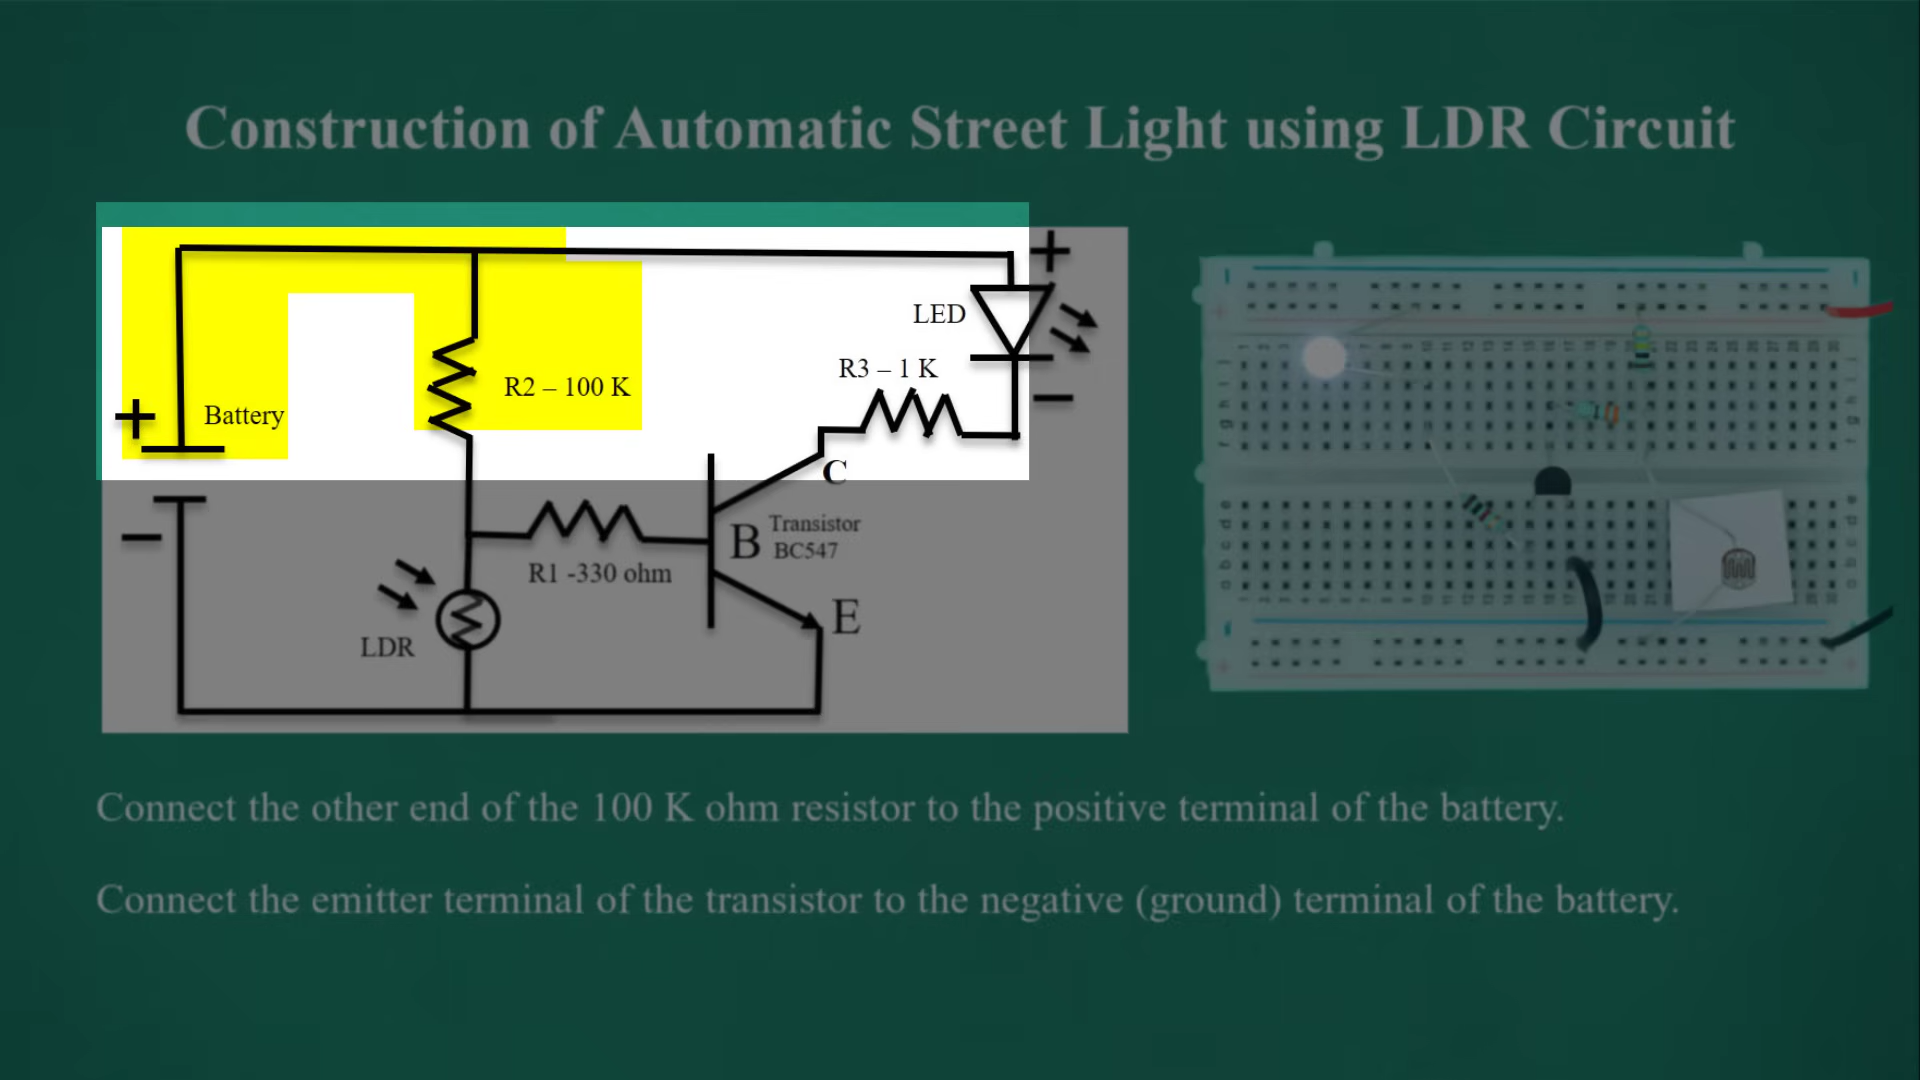 Construction of Automatic Street Light using LDR Circuit
+
LED
R3 – 1 K
R2 – 100 K
+
Battery
–
C
–
B
Transistor
BC547
R1 -330 ohm
E
LDR
Connect the other end of the 100 K ohm resistor to the positive terminal of the battery.
Connect the emitter terminal of the transistor to the negative (ground) terminal of the battery.